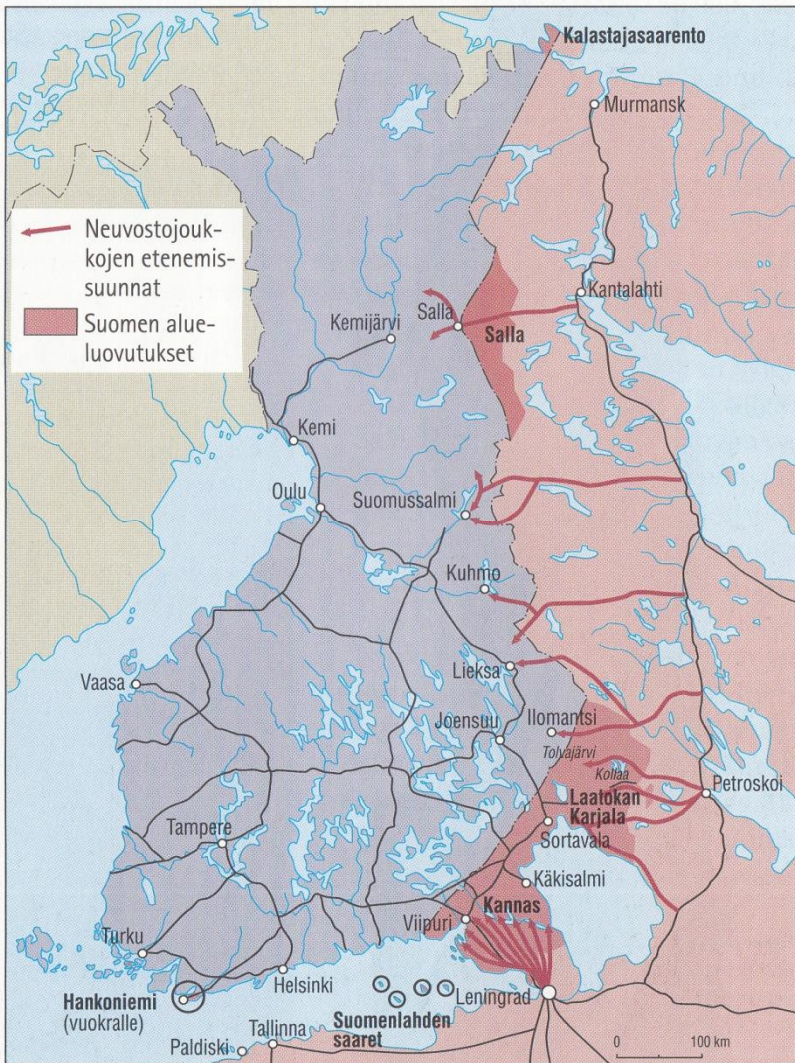 Kalastajasaarento
Murmansk
Neuvostojouk-
kojen etenemis-
suunnat
Suomen alue-
luovutukset
Kantalahti
Kemijärvi
Salla
Salla
Kemi
Oulu
Suomussalmi
Kuhmo
Vaasa
Lieksa
Joensuu
Ilomantsi
Tolvajärvi
Kollaa
Petroskoi
Laatokan
Karjala
Tampere
Sortavala
Käkisalmi
Kannas
Viipuri
Turku
Helsinki
Hankoniemi
(vuokralle)
Suomenlahden
saaret
Leningrad
Tallinna
Paldiski
0 100 km